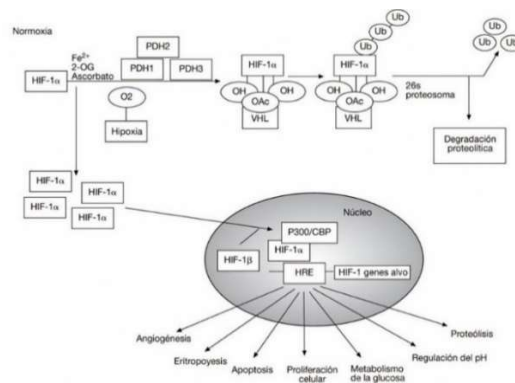 Normoxia
Fe2+
2-OG
Ascorbato
HIF-1α
PDH2
PDH1
PDH3
O2
Hipoxia
HIF-1α
OH
OH
OAc
VHL
Ub
Ub
Ub
HIF-1α
OH
OH
OAc
VHL
26s
proteosoma
Ub
Ub
Ub
Degradación
proteolítica
HIF-1α
HIF-1α
HIF-1α
HIF-1α
Núcleo
P300/CBP
HIF-1α
HIF-1β
HRE
HIF-1 genes alvo
Angiogénesis
Eritropoyesis
Apoptosis
Proliferación
celular
Metabolismo
de la glucosa
Regulación del pH
Proteólisis